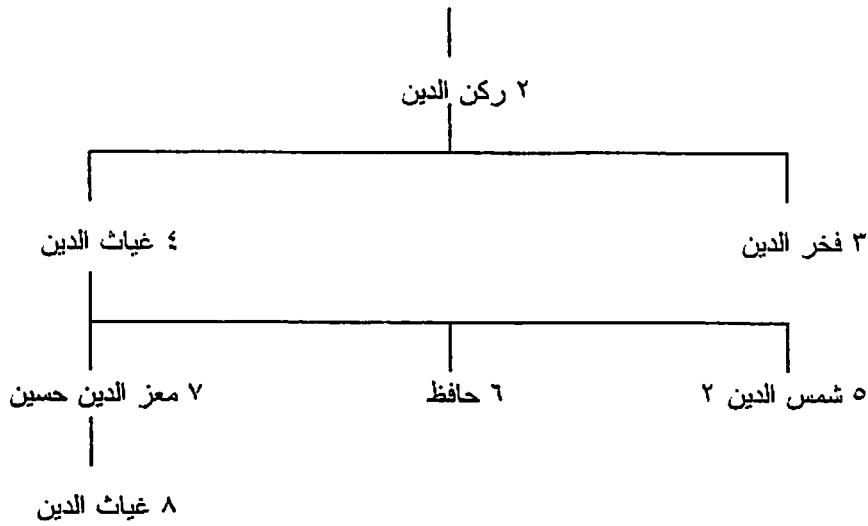 ٢ ركن الدين
٣ فخر الدين
٤ غياث الدين
٥ شمس الدين ٢
٦ حافظ
٧ معز الدين حسين
٨ غياث الدين